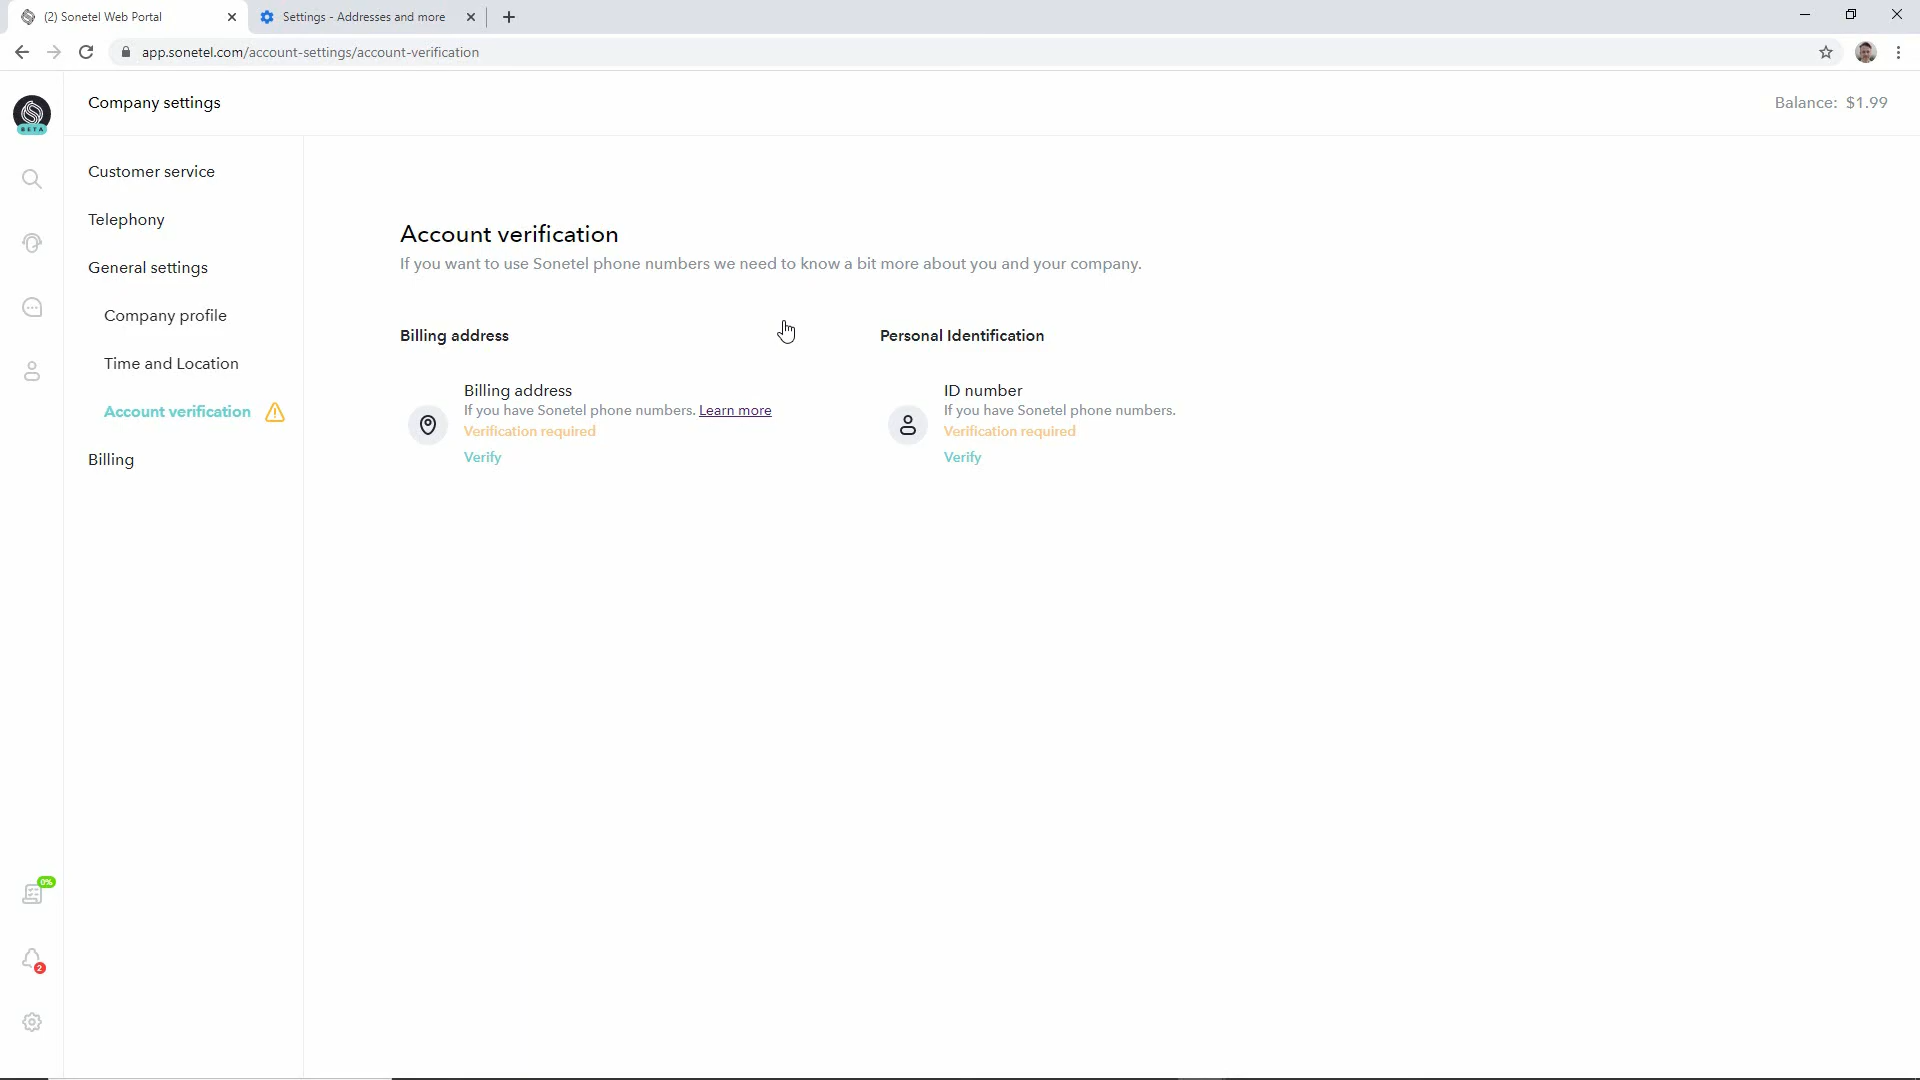 (2) Sonetel Web Portal
Settings - Addresses and more
app.sonetel.com/account-settings/account-verification
BETA
Company settings
Balance: $1.99
Customer service
Telephony
General settings
Company profile
Time and Location
Account verification
Billing
Account verification
If you want to use Sonetel phone numbers we need to know a bit more about you and your company.
Billing address
Billing address
If you have Sonetel phone numbers. Learn more
Verification required
Verify
Personal Identification
ID number
If you have Sonetel phone numbers.
Verification required
Verify
0%
2